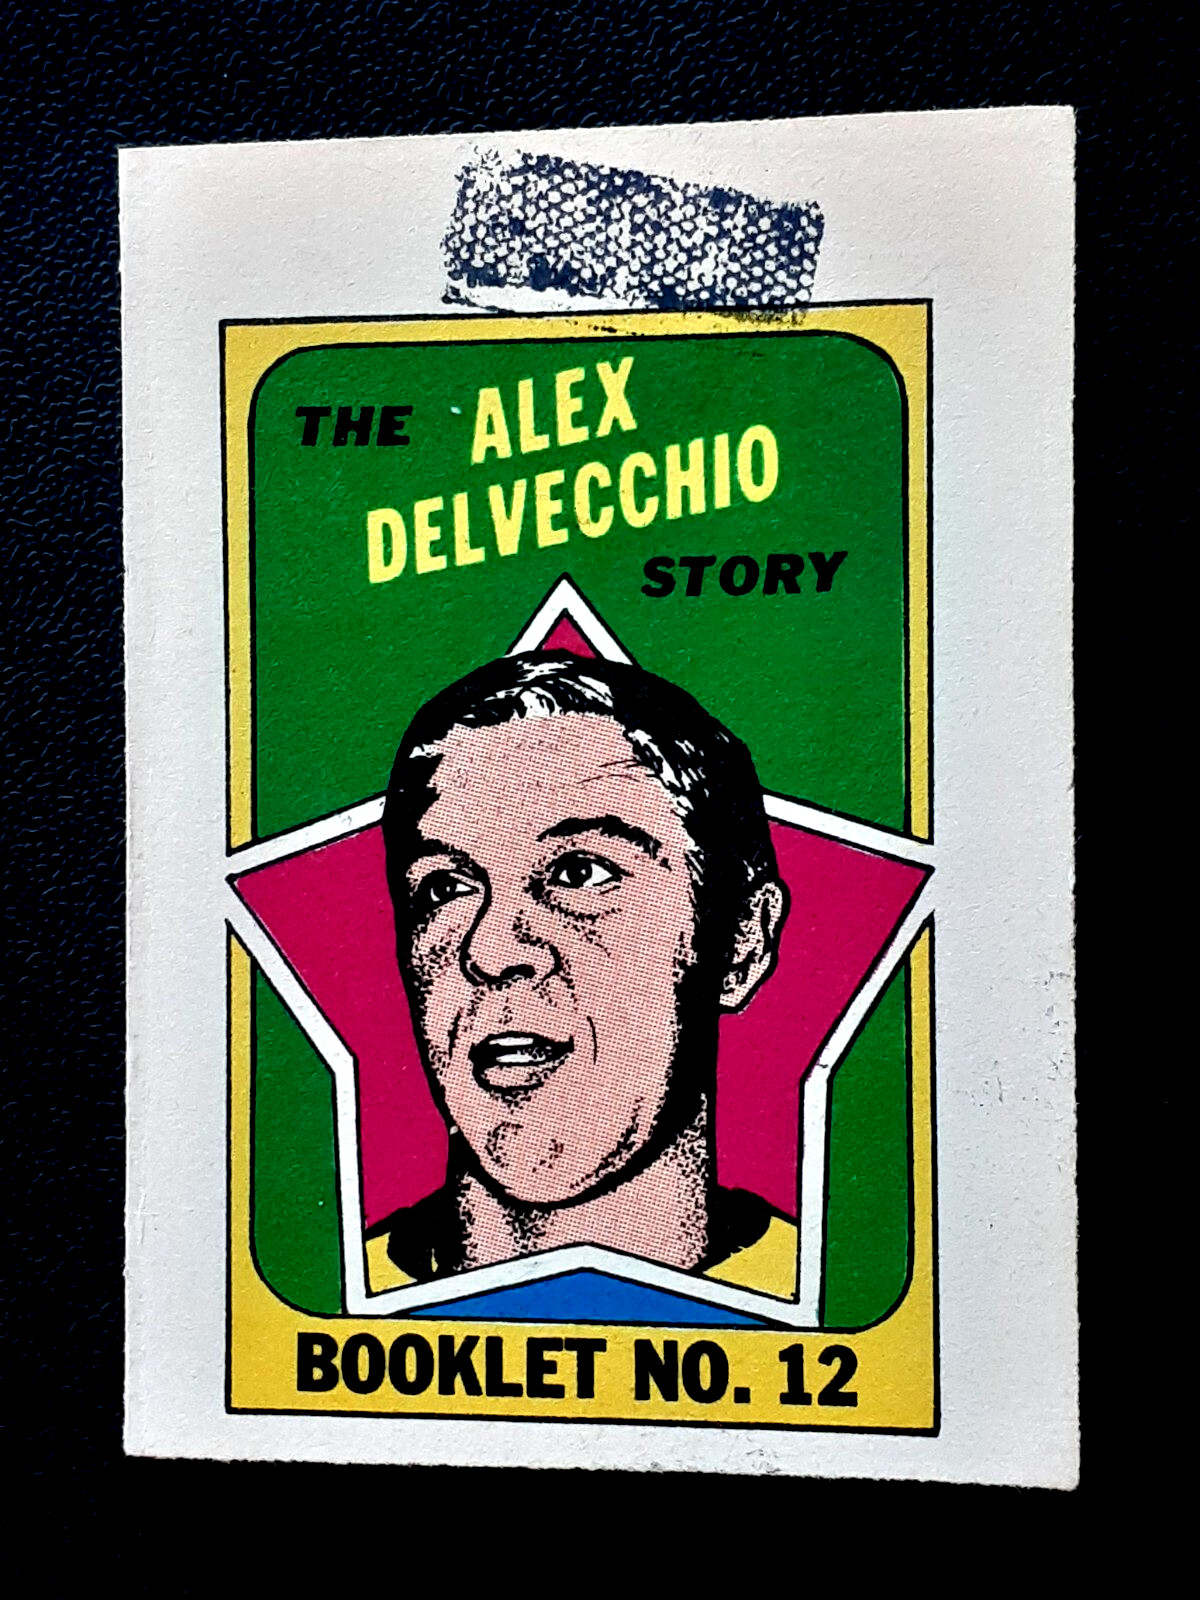 THE ALEX
DELVECCHIO
STORY
BOOKLET NO. 12